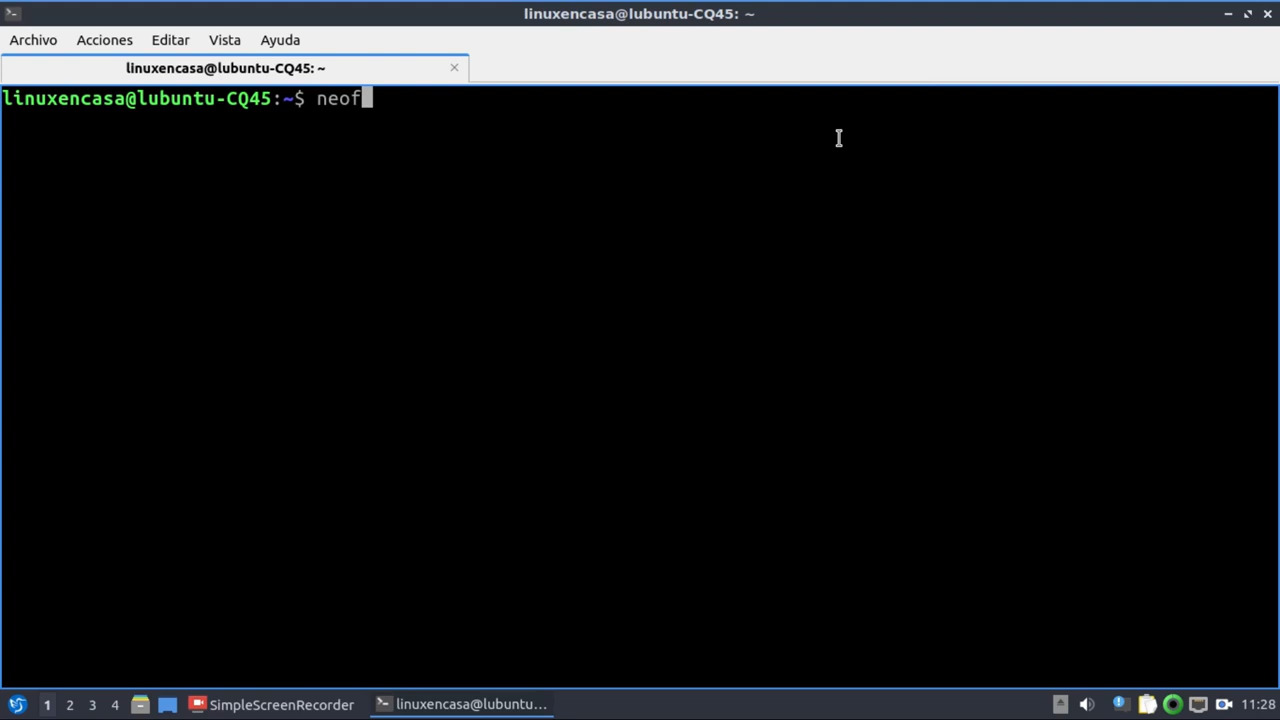 linuxencasa@lubuntu-CQ45: ~
Archivo Acciones Editar Vista Ayuda
linuxencasa@lubuntu-CQ45: ~
linuxencasa@lubuntu-CQ45:~$ neof
1 2 3 4 SimpleScreenRecorder linuxencasa@lubuntu... 11:28